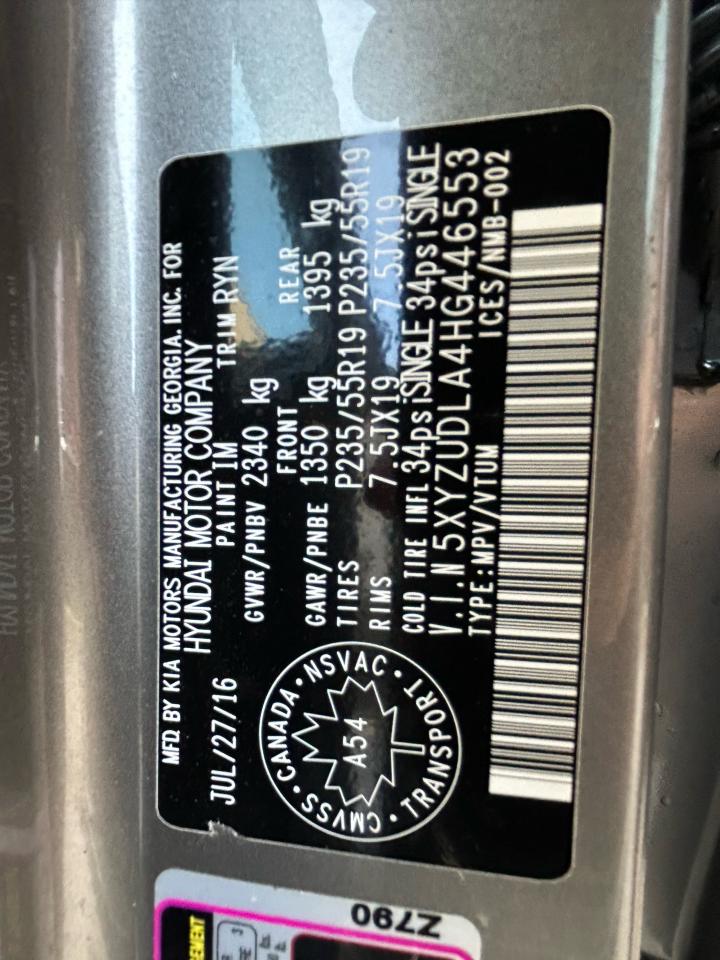 MFD BY KIA MOTORS MANUFACTURING GEORGIA. INC. FOR
HYUNDAI MOTOR COMPANY
JUL/27/16 PAINT IM TRIM RYN
GVWR/PNBV 2340 kg
FRONT REAR
GAWR/PNBE 1350 kg 1395 kg
TIRES P235/55R19 P235/55R19
RIMS 7.5JX19 7.5JX19
COLD TIRE INFL 34psi SINGLE 34psi SINGLE
V.I.N 5XYZUDLA4HG446553
TYPE:MPV/VTUM ICES/NMB-002
CMVSS • CANADA • NSVAC • TRANSPORT •
A54
Z790